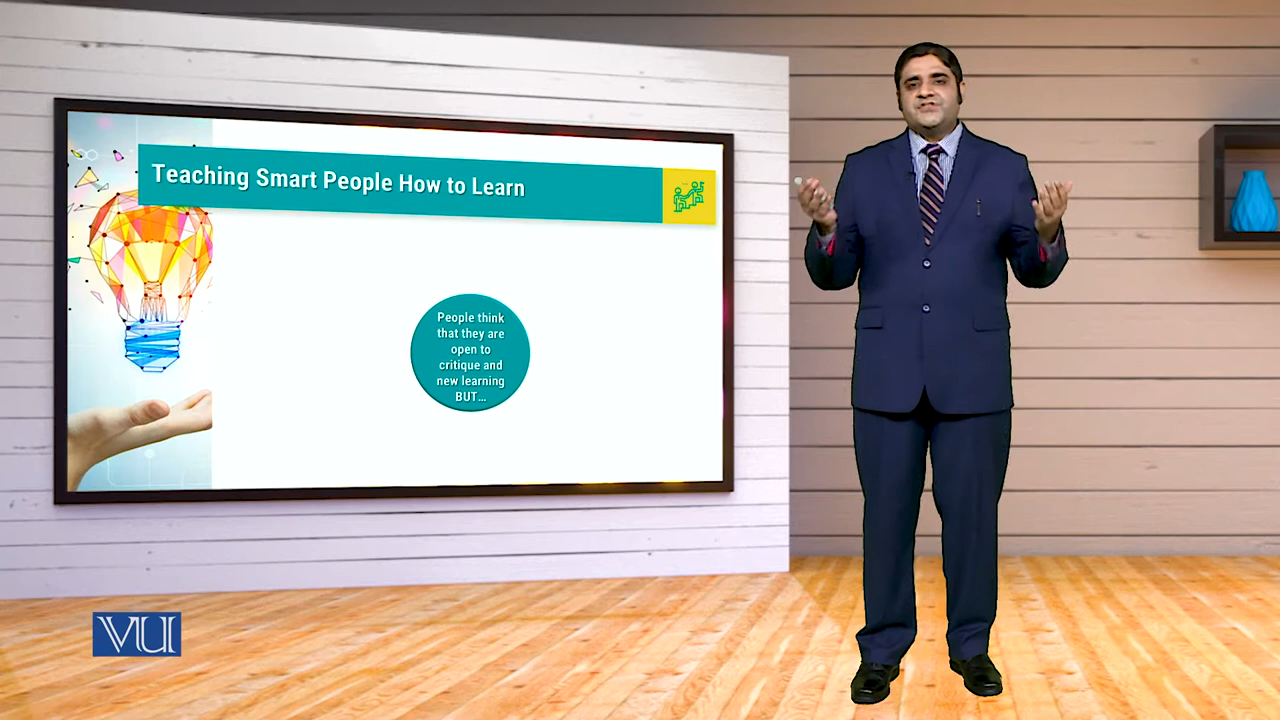 Teaching Smart People How to Learn
People think
that they are
open to
critique and
new learning
BUT...
VU